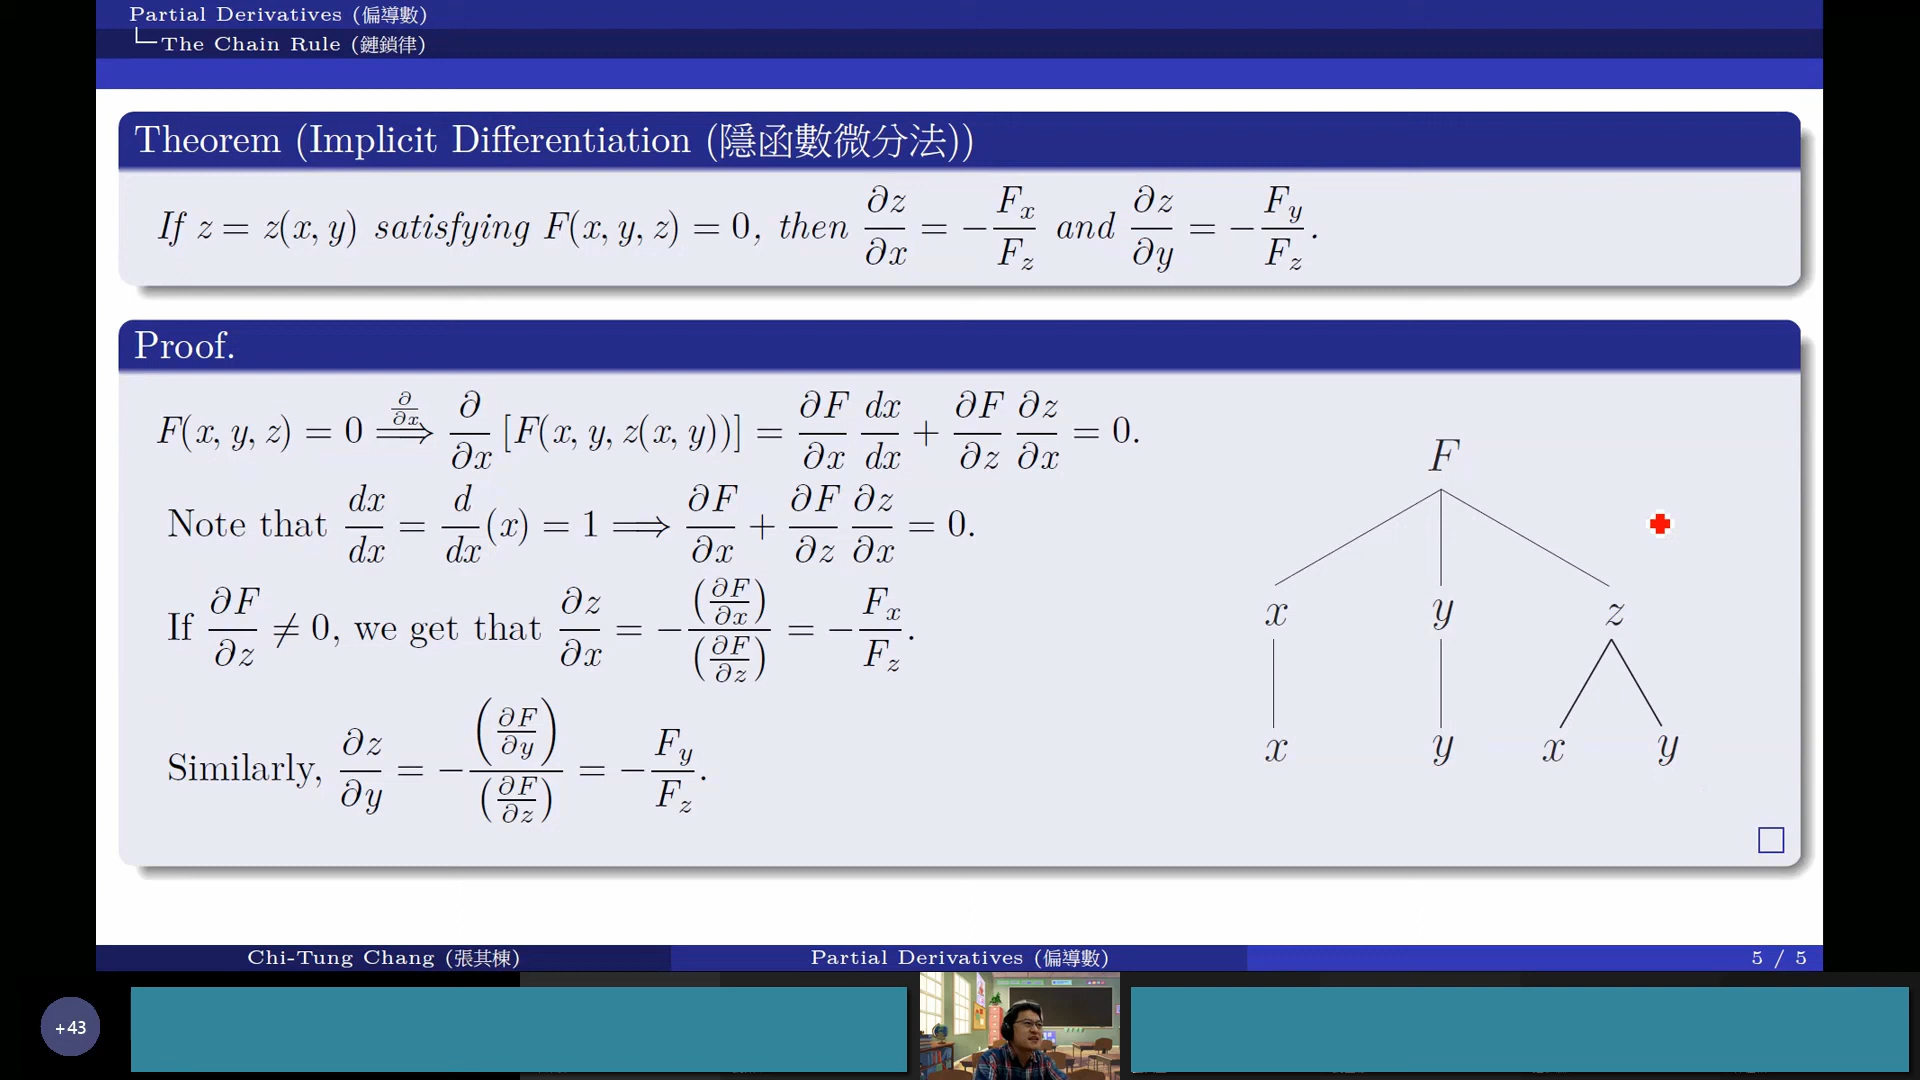 Partial Derivatives (偏導數)
The Chain Rule (鏈鎖律)
Theorem (Implicit Differentiation (隱函數微分法))
If z = z(x, y) satisfying F(x, y, z) = 0, then ∂z/∂x = −F_x/F_z and ∂z/∂y = −F_y/F_z.
Proof.
F(x, y, z) = 0 ⟹^{∂/∂x} ∂/∂x [F(x, y, z(x, y))] = ∂F/∂x dx/dx + ∂F/∂z ∂z/∂x = 0.
Note that dx/dx = d/dx (x) = 1 ⟹ ∂F/∂x + ∂F/∂z ∂z/∂x = 0.
If ∂F/∂z ≠ 0, we get that ∂z/∂x = −(∂F/∂x)/(∂F/∂z) = −F_x/F_z.
Similarly, ∂z/∂y = −(∂F/∂y)/(∂F/∂z) = −F_y/F_z.
F
x y z
x y x y
Chi-Tung Chang (張其棟) Partial Derivatives (偏導數) 5 / 5
+43